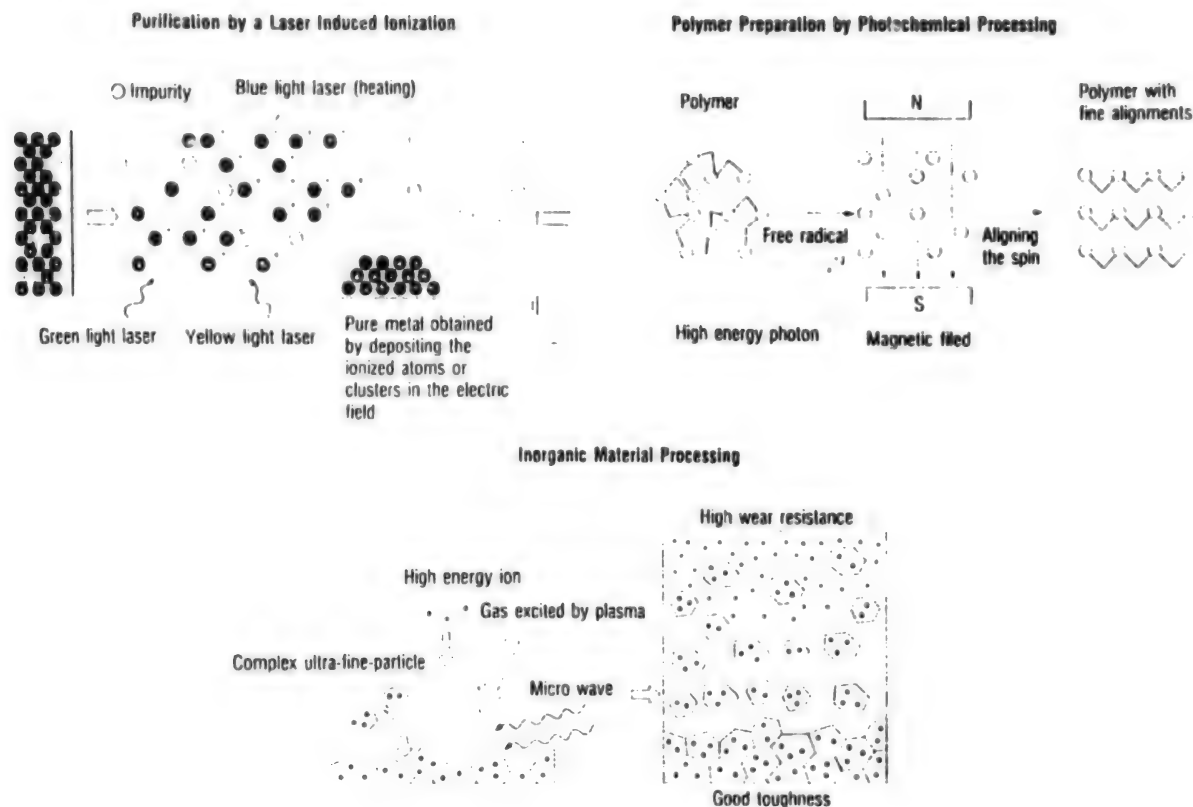 Purification by a Laser Induced Ionization
Impurity
Blue light laser (heating)
Green light laser
Yellow light laser
Pure metal obtained
by depositing the
ionized atoms or
clusters in the electric
field
Polymer Preparation by Photochemical Processing
Polymer
N
Polymer with
fine alignments
Free radical
Aligning
the spin
S
High energy photon
Magnetic filed
Inorganic Material Processing
High energy ion
Gas excited by plasma
Complex ultra-fine-particle
Micro wave
High wear resistance
Good toughness